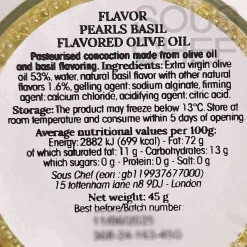 FLAVOR
PEARLS BASIL
FLAVORED OLIVE OIL
Pasteurised concoction made from olive oil
and basil flavoring. Ingredients: Extra virgin olive
oil 53%, water, natural basil flavor with other natural
flavors 1.6%, gelling agent: sodium alginate, firming
agent: calcium chloride, acidifying agent: citric acid.
Storage: The product may freeze below 13°C. Store at
room temperature and consume within 5 days of opening.
Average nutritional values per 100g:
Energy: 2882 kJ (699 kcal) - Fat: 72 g
of which saturated fat: 11 g - Carbohydrates: 13 g
which sugars: 0 g - Protein: 0 g - Salt: 0 g
Sous Chef (eori: gb119937677000)
15 tottenham lane n8 9DJ - London
Net weight: 45 g
Best before/Batch number: